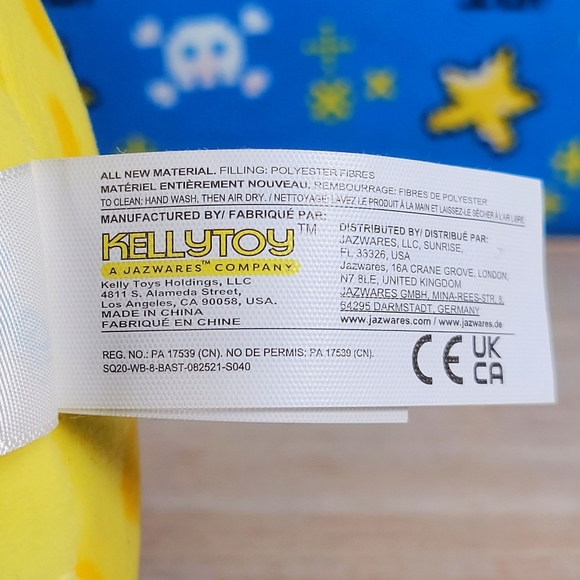 ALL NEW MATERIAL. FILLING: POLYESTER FIBRES
MATÉRIEL ENTIÈREMENT NOUVEAU. REMBOURRAGE: FIBRES DE POLYESTER
TO CLEAN: HAND WASH, THEN AIR DRY. / NETTOYAGE: LAVEZ LE PRODUIT À LA MAIN ET LAISSEZ-LE SÉCHER À L'AIR LIBRE
MANUFACTURED BY/ FABRIQUÉ PAR:
KELLYTOY™
A JAZWARES™ COMPANY
Kelly Toys Holdings, LLC
4811 S. Alameda Street,
Los Angeles, CA 90058, USA.
MADE IN CHINA
FABRIQUÉ EN CHINE
DISTRIBUTED BY/ DISTRIBUÉ PAR:
JAZWARES, LLC, SUNRISE,
FL 33326, USA
Jazwares, 16A CRANE GROVE, LONDON,
N7 8LE, UNITED KINGDOM
JAZWARES GMBH, MINA-REES-STR. 8,
64295 DARMSTADT, GERMANY
www.jazwares.com / www.jazwares.de
REG. NO.: PA 17539 (CN). NO DE PERMIS: PA 17539 (CN).
SQ20-WB-8-BAST-082521-S040
CE
UK
CA